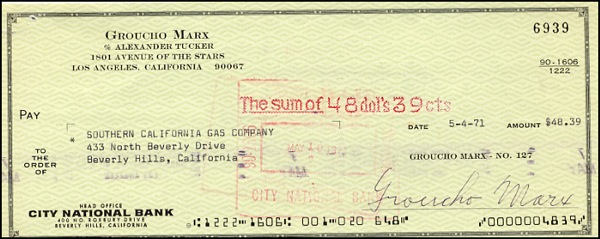 GROUCHO MARX
% ALEXANDER TUCKER
1801 AVENUE OF THE STARS
LOS ANGELES, CALIFORNIA 90067
6939
90-1606
1222
The sum of 48 dol's 39 cts
PAY
TO THE ORDER OF
* SOUTHERN CALIFORNIA GAS COMPANY
433 North Beverly Drive
Beverly Hills, California
DATE 5-4-71 AMOUNT $48.39
GROUCHO MARX - NO. 127
CITY NATIONAL BANK
Groucho Marx
HEAD OFFICE
CITY NATIONAL BANK
400 NO. ROXBURY DRIVE
BEVERLY HILLS, CALIFORNIA
⑆1222⑉1606⑆ 001⑉020 648⑈ ⑈0000004839⑈